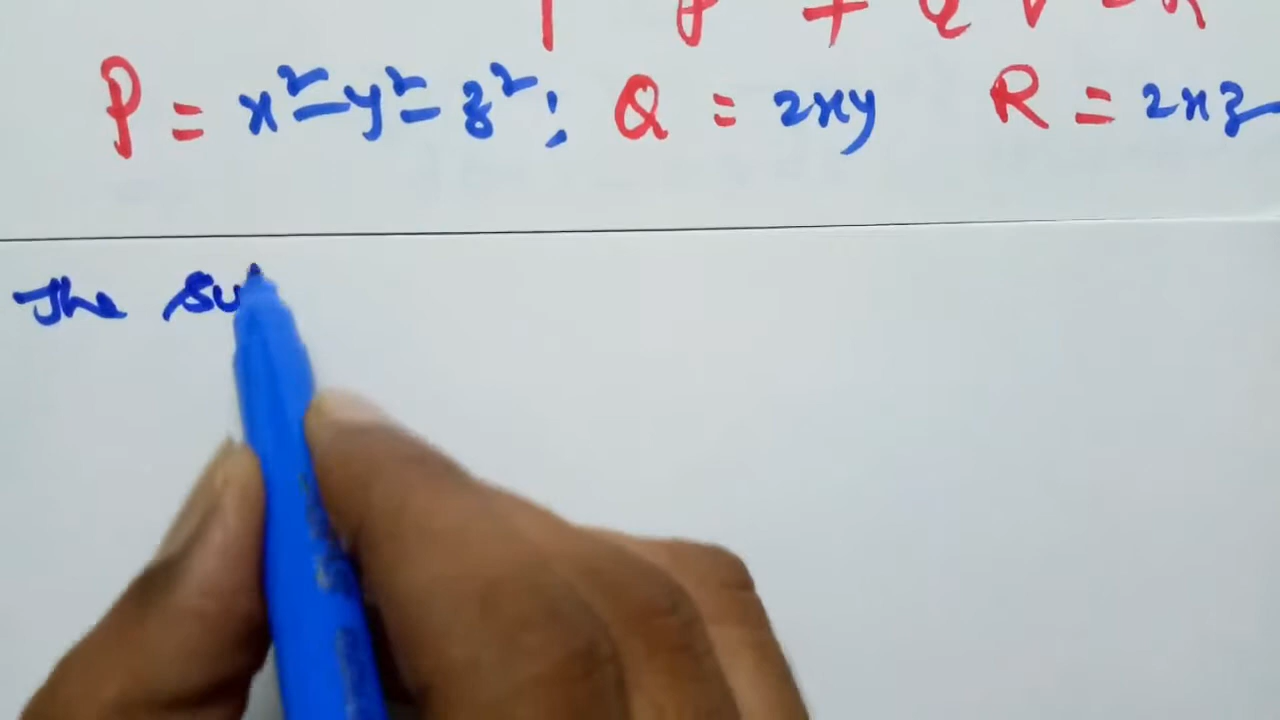 P = x² - y² - z² ; Q = 2xy R = 2xz
The Su